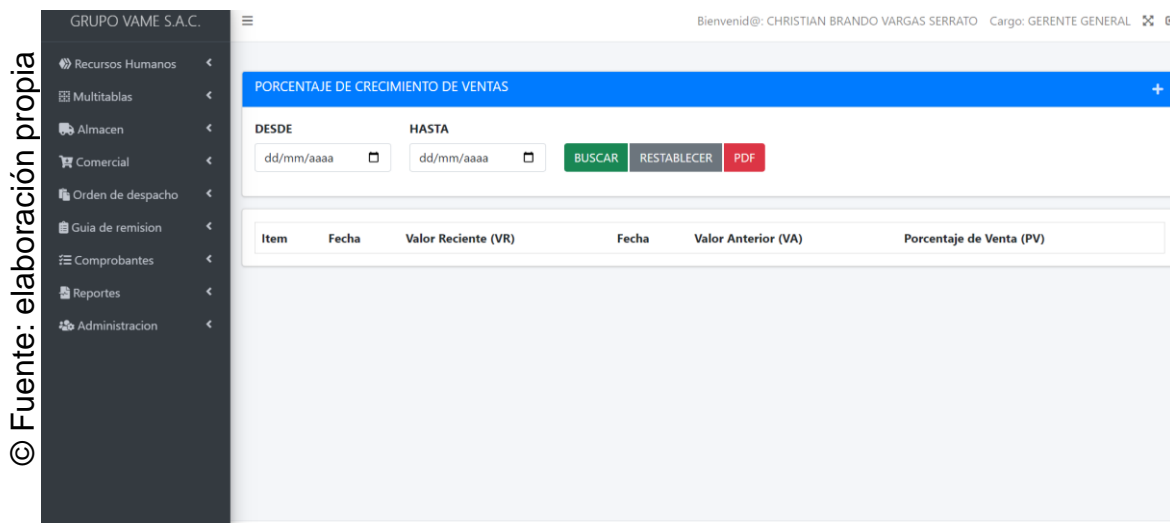 © Fuente: elaboración propia
GRUPO VAME S.A.C.
Bienvenid@: CHRISTIAN BRANDO VARGAS SERRATO Cargo: GERENTE GENERAL
Recursos Humanos
Multitablas
Almacen
Comercial
Orden de despacho
Guia de remision
Comprobantes
Reportes
Administracion
PORCENTAJE DE CRECIMIENTO DE VENTAS
DESDE HASTA
dd/mm/aaaa dd/mm/aaaa BUSCAR RESTABLECER PDF
Item Fecha Valor Reciente (VR) Fecha Valor Anterior (VA) Porcentaje de Venta (PV)